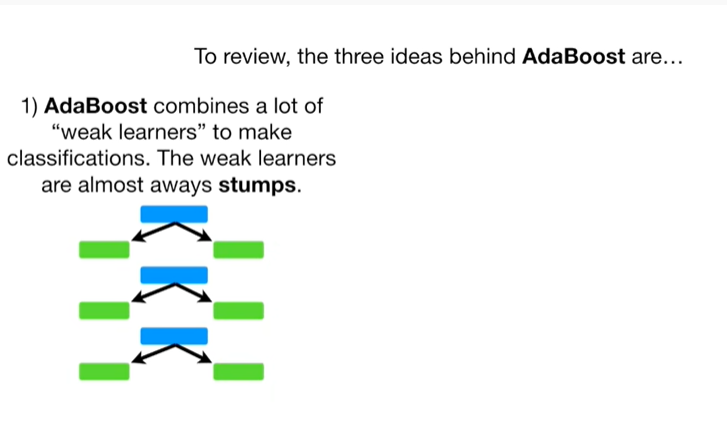 To review, the three ideas behind AdaBoost are…
1) AdaBoost combines a lot of
“weak learners” to make
classifications. The weak learners
are almost aways stumps.